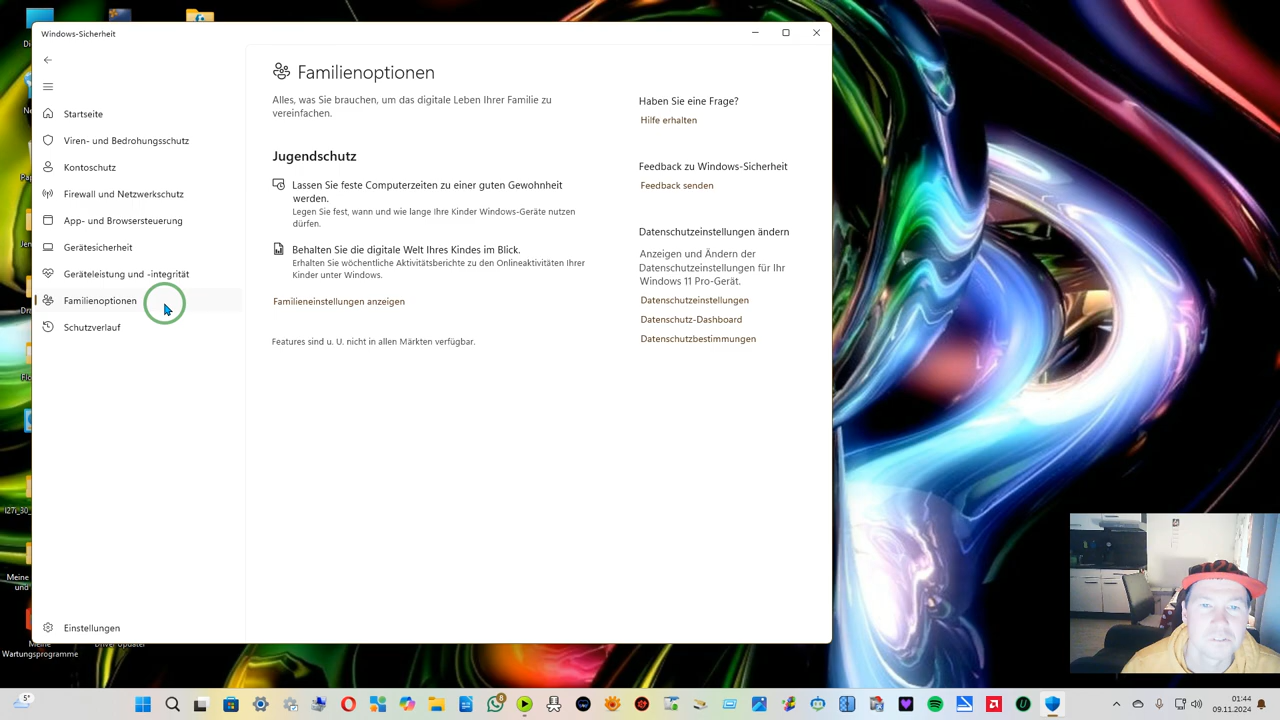 Windows-Sicherheit
Startseite
Viren- und Bedrohungsschutz
Kontoschutz
Firewall und Netzwerkschutz
App- und Browsersteuerung
Gerätesicherheit
Geräteleistung und -integrität
Familienoptionen
Schutzverlauf
Einstellungen
Familienoptionen
Alles, was Sie brauchen, um das digitale Leben Ihrer Familie zu
vereinfachen.
Jugendschutz
Lassen Sie feste Computerzeiten zu einer guten Gewohnheit
werden.
Legen Sie fest, wann und wie lange Ihre Kinder Windows-Geräte nutzen
dürfen.
Behalten Sie die digitale Welt Ihres Kindes im Blick.
Erhalten Sie wöchentliche Aktivitätsberichte zu den Onlineaktivitäten Ihrer
Kinder unter Windows.
Familieneinstellungen anzeigen
Features sind u. U. nicht in allen Märkten verfügbar.
Haben Sie eine Frage?
Hilfe erhalten
Feedback zu Windows-Sicherheit
Feedback senden
Datenschutzeinstellungen ändern
Anzeigen und Ändern der
Datenschutzeinstellungen für Ihr
Windows 11 Pro-Gerät.
Datenschutzeinstellungen
Datenschutz-Dashboard
Datenschutzbestimmungen
Meine
Wartungsprogramme
Driver Updater
5°
8
01:44
09.11.2024